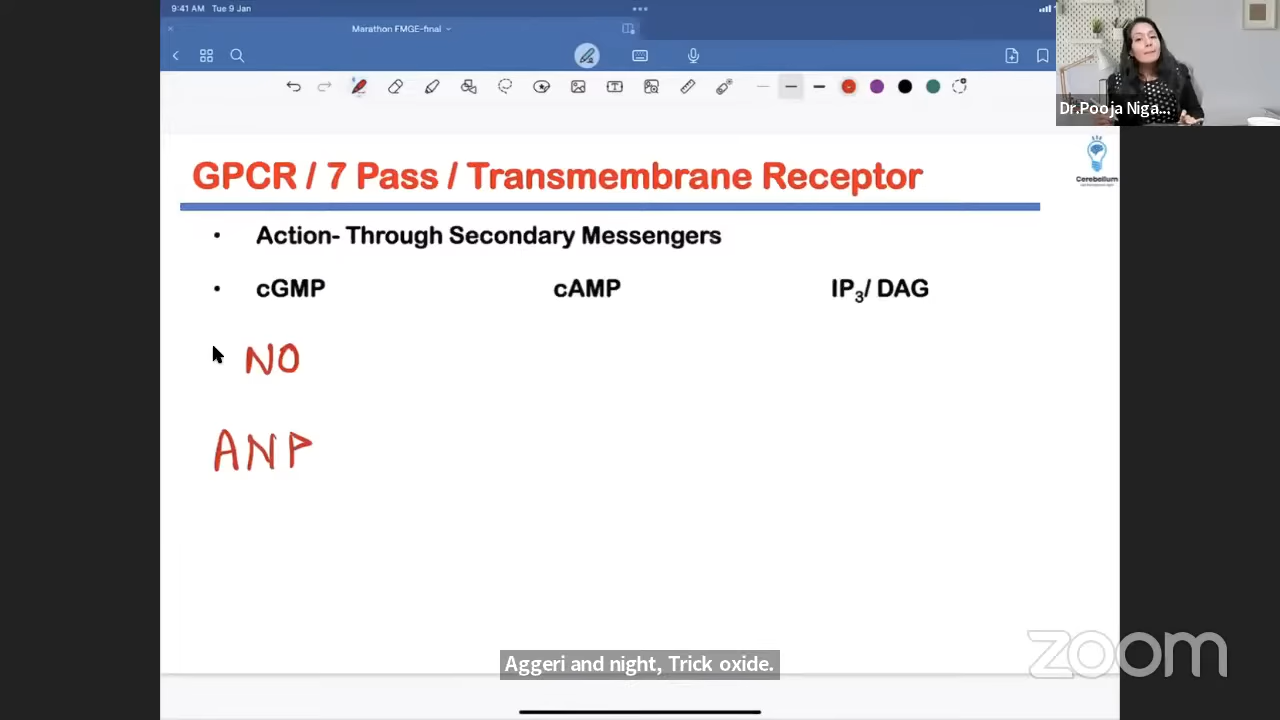 9:41 AM Tue 9 Jan
Marathon FMGE-final
Dr.Pooja Niga...
GPCR / 7 Pass / Transmembrane Receptor
Cerebellum
• Action- Through Secondary Messengers
• cGMP cAMP IP₃/ DAG
NO
ANP
Aggeri and night, Trick oxide.
zoom